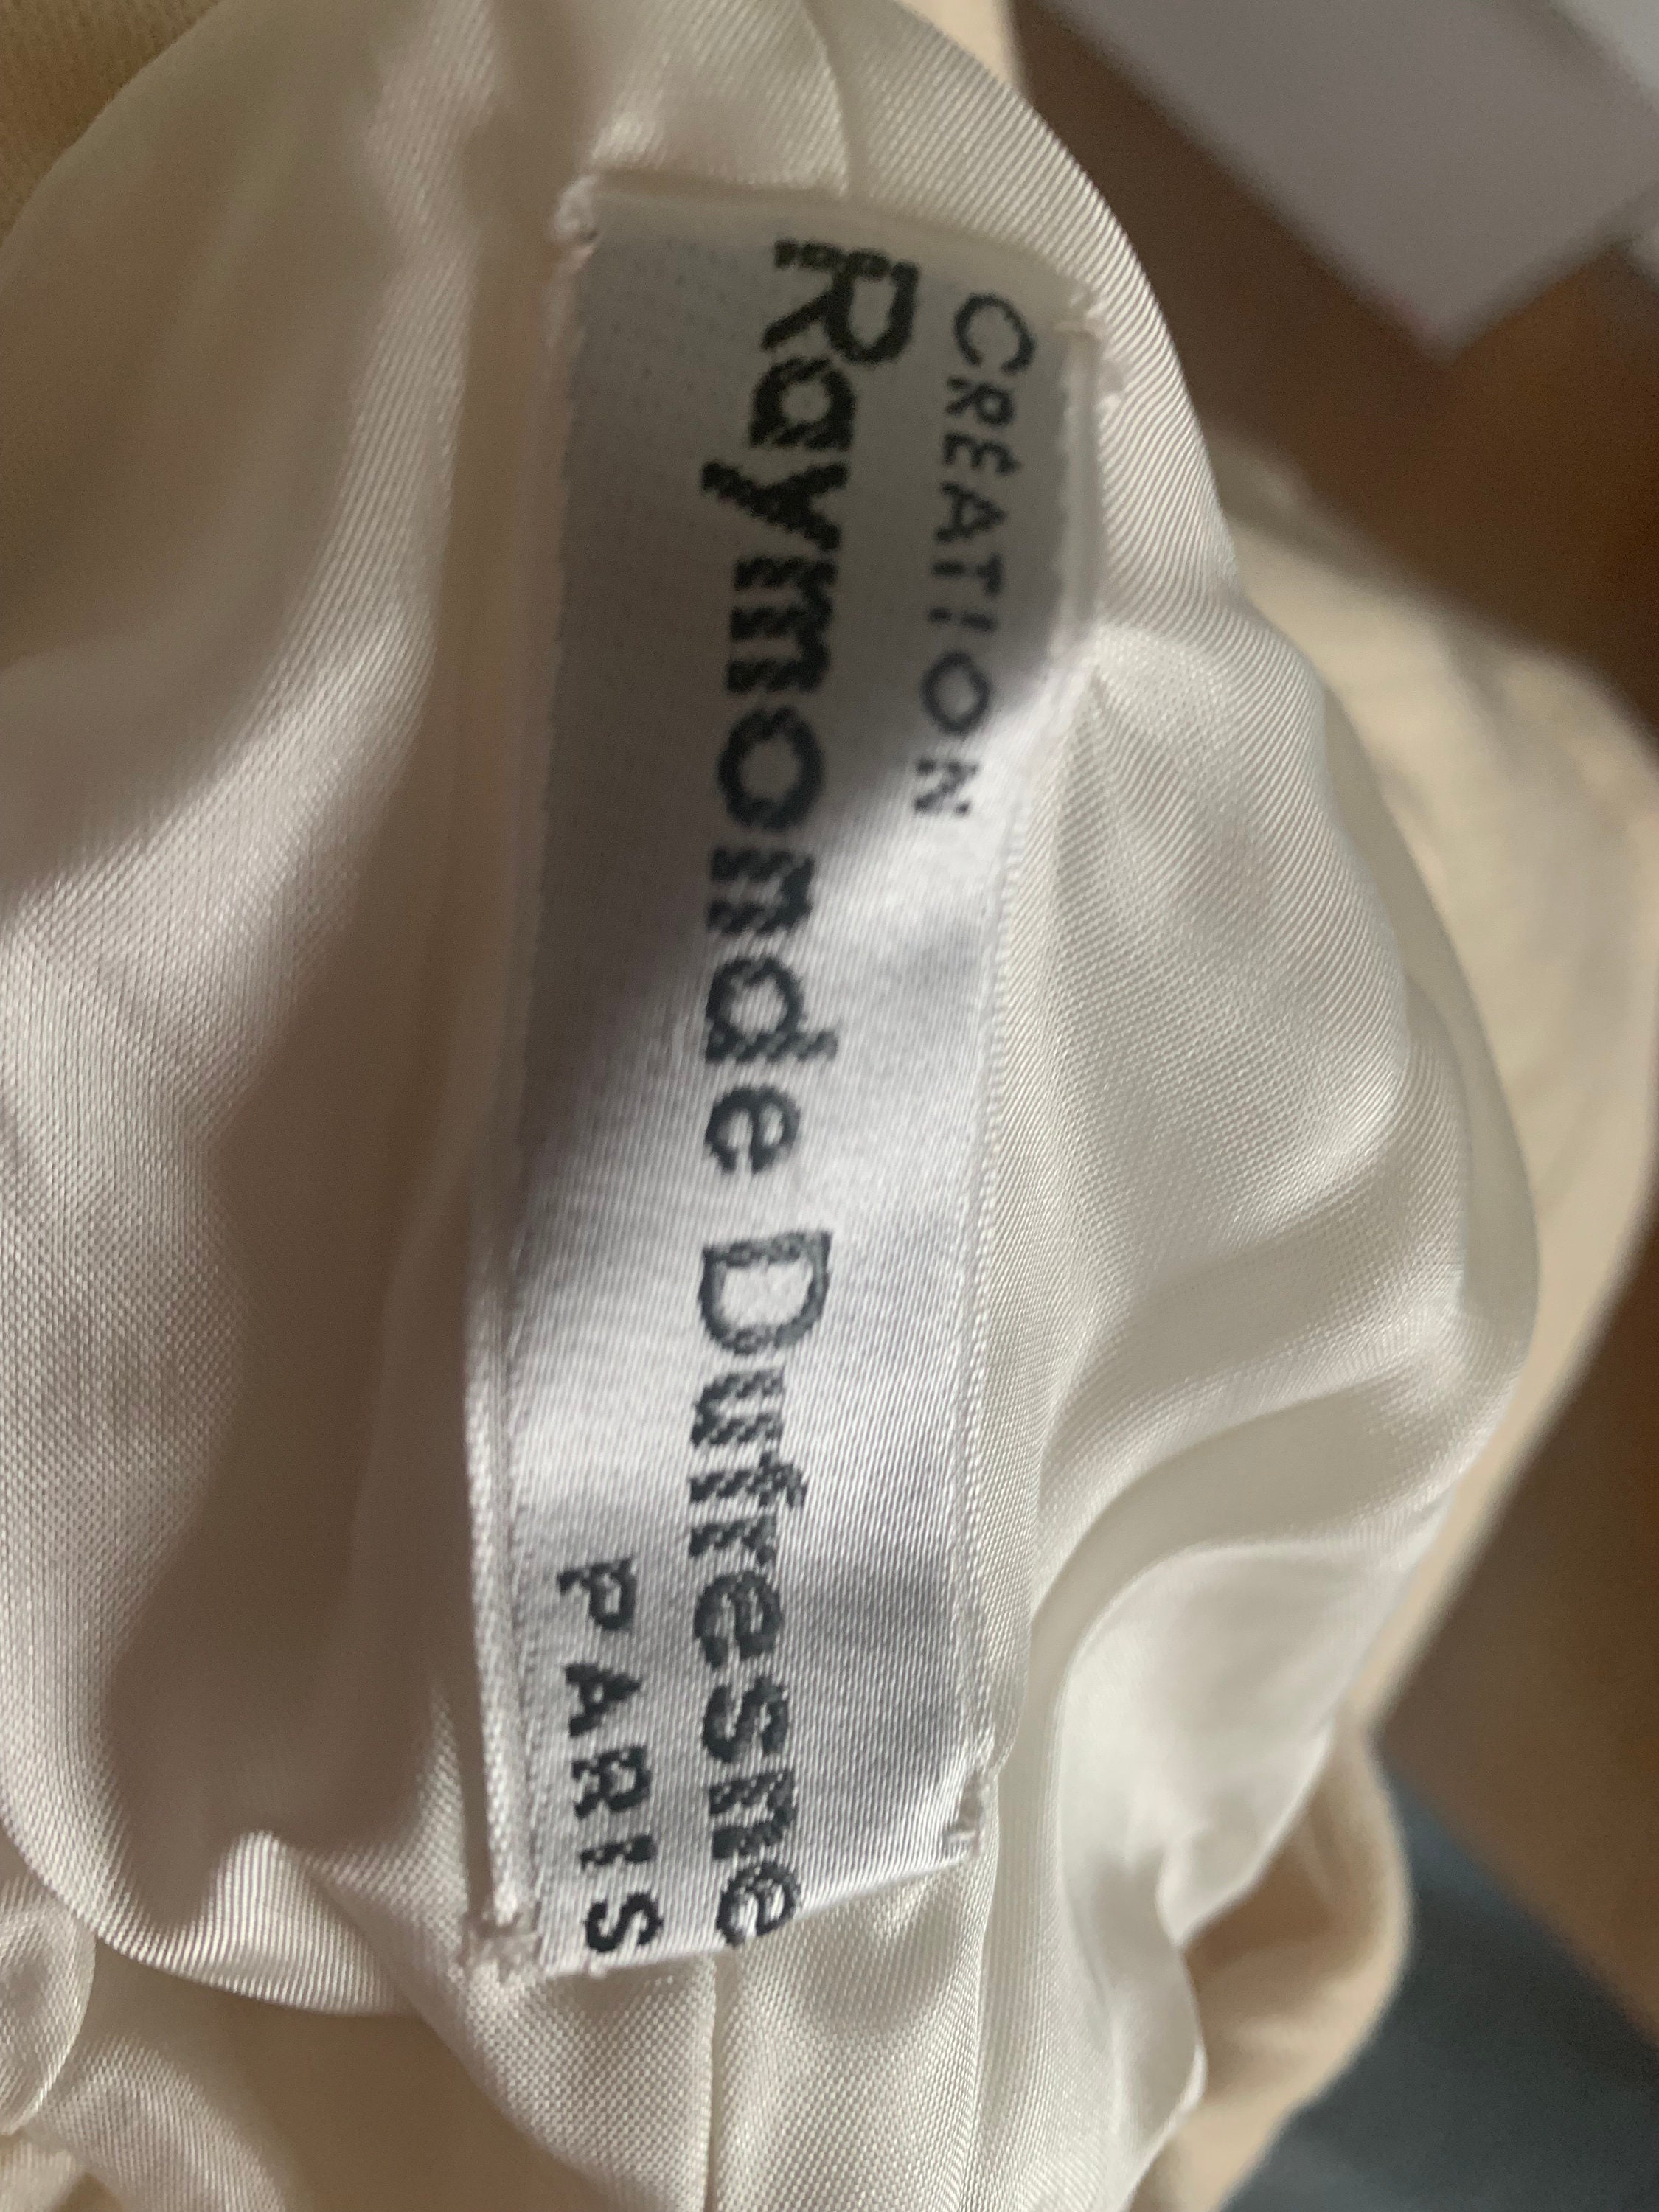 CRÉATION
Raymonde Dufresne
PARIS